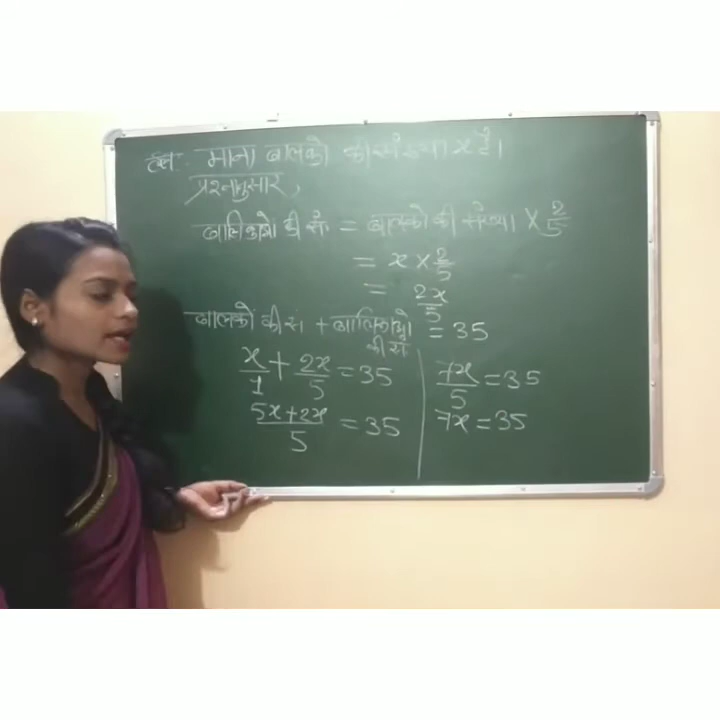 हल:- माना बालको की संख्या x है।
प्रश्नानुसार,
बालिकाओ की सं. = बालको की संख्या × 2/5
= x × 2/5
= 2x/5
बालको की सं + बालिकाओ की सं = 35
x/1 + 2x/5 = 35
5x+2x/5 = 35
7x/5 = 35
7x = 35